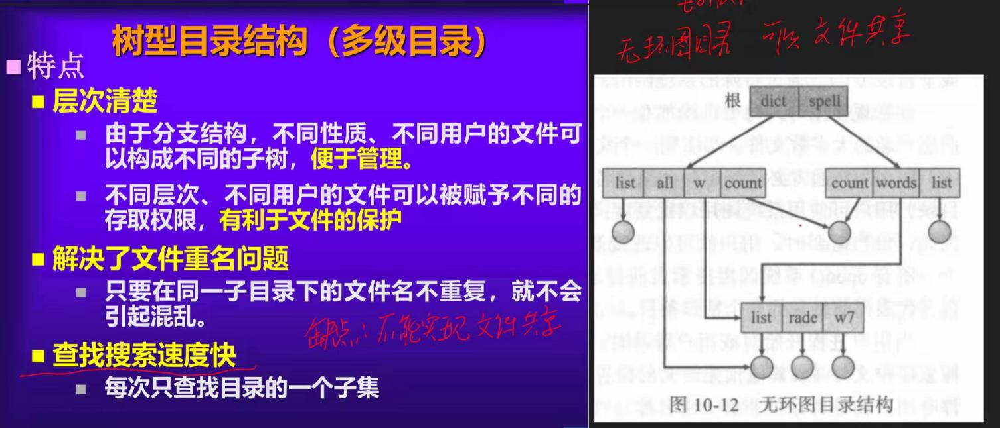 树型目录结构（多级目录）
特点
层次清楚
由于分支结构，不同性质、不同用户的文件可
以构成不同的子树，便于管理。
不同层次、不同用户的文件可以被赋予不同的
存取权限，有利于文件的保护
解决了文件重名问题
只要在同一子目录下的文件名不重复，就不会
引起混乱。
缺点：不能实现文件共享
查找搜索速度快
每次只查找目录的一个子集
无环图目录 可以文件共享
根 dict spell
list all w count
count words list
list rade w7
图 10-12 无环图目录结构